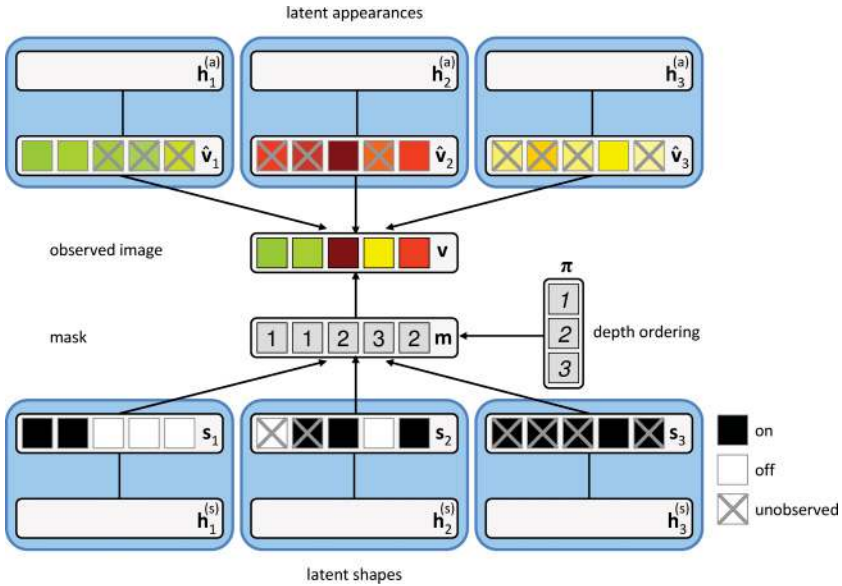 latent appearances
h₁⁽ᵃ⁾
h₂⁽ᵃ⁾
h₃⁽ᵃ⁾
v̂₁
v̂₂
v̂₃
observed image
v
π
1
2
3
mask
1 1 2 3 2 m
depth ordering
s₁
s₂
s₃
on
off
unobserved
h₁⁽ˢ⁾
h₂⁽ˢ⁾
h₃⁽ˢ⁾
latent shapes